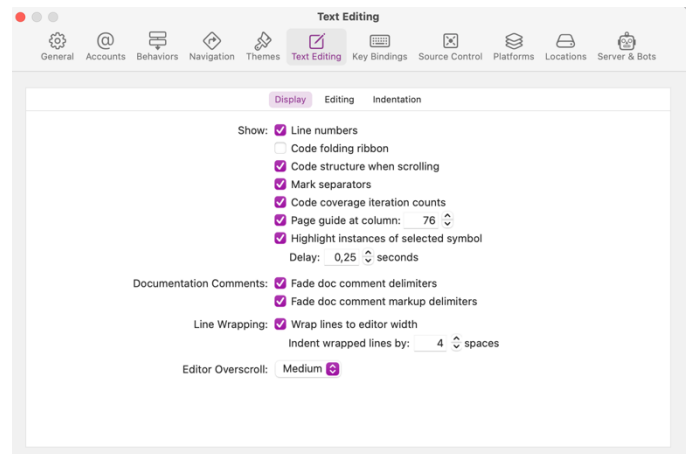 Text Editing
General Accounts Behaviors Navigation Themes Text Editing Key Bindings Source Control Platforms Locations Server & Bots
Display Editing Indentation
Show: Line numbers
Code folding ribbon
Code structure when scrolling
Mark separators
Code coverage iteration counts
Page guide at column: 76
Highlight instances of selected symbol
Delay: 0,25 seconds
Documentation Comments: Fade doc comment delimiters
Fade doc comment markup delimiters
Line Wrapping: Wrap lines to editor width
Indent wrapped lines by: 4 spaces
Editor Overscroll: Medium